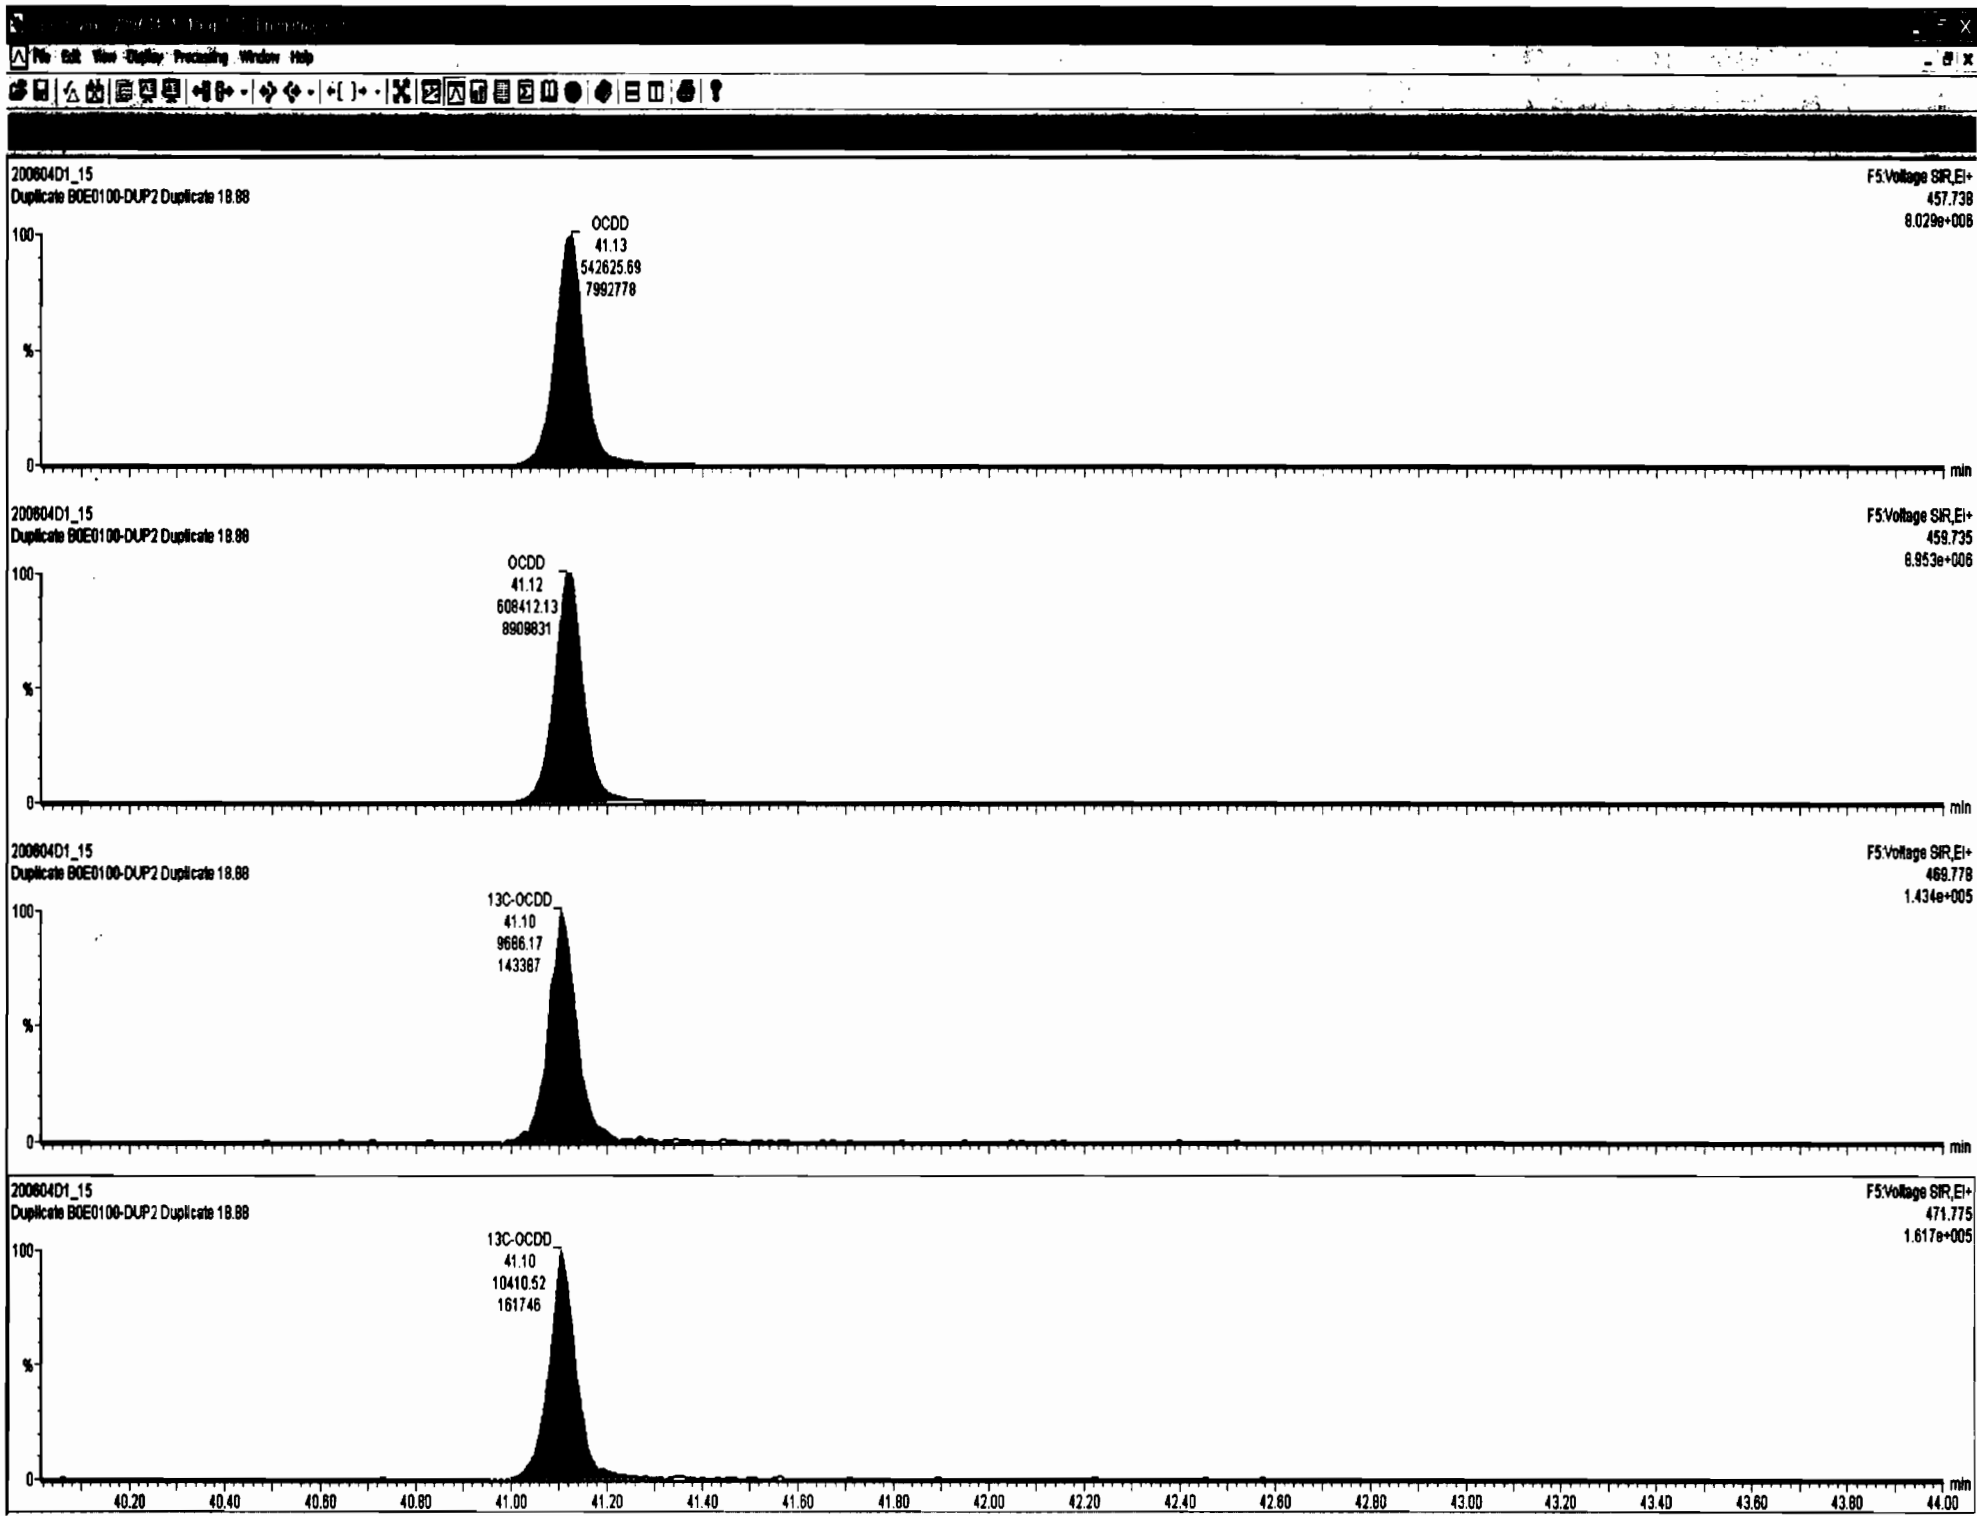 File Edit View Display Processing Window Help
200604D1_15
Duplicate B0E0100-DUP2 Duplicate 18.88
F5:Voltage SIR,EI+
457.738
8.029e+006
OCDD
41.13
542625.69
7992778
100
%
0
min
200604D1_15
Duplicate B0E0100-DUP2 Duplicate 18.88
F5:Voltage SIR,EI+
459.735
8.953e+006
OCDD
41.12
608412.13
8909831
100
%
0
min
200604D1_15
Duplicate B0E0100-DUP2 Duplicate 18.88
F5:Voltage SIR,EI+
469.778
1.434e+005
13C-OCDD
41.10
9686.17
143387
100
%
0
min
200604D1_15
Duplicate B0E0100-DUP2 Duplicate 18.88
F5:Voltage SIR,EI+
471.775
1.617e+005
13C-OCDD
41.10
10410.52
161746
100
%
0
min
40.20 40.40 40.60 40.80 41.00 41.20 41.40 41.60 41.80 42.00 42.20 42.40 42.60 42.80 43.00 43.20 43.40 43.60 43.80 44.00